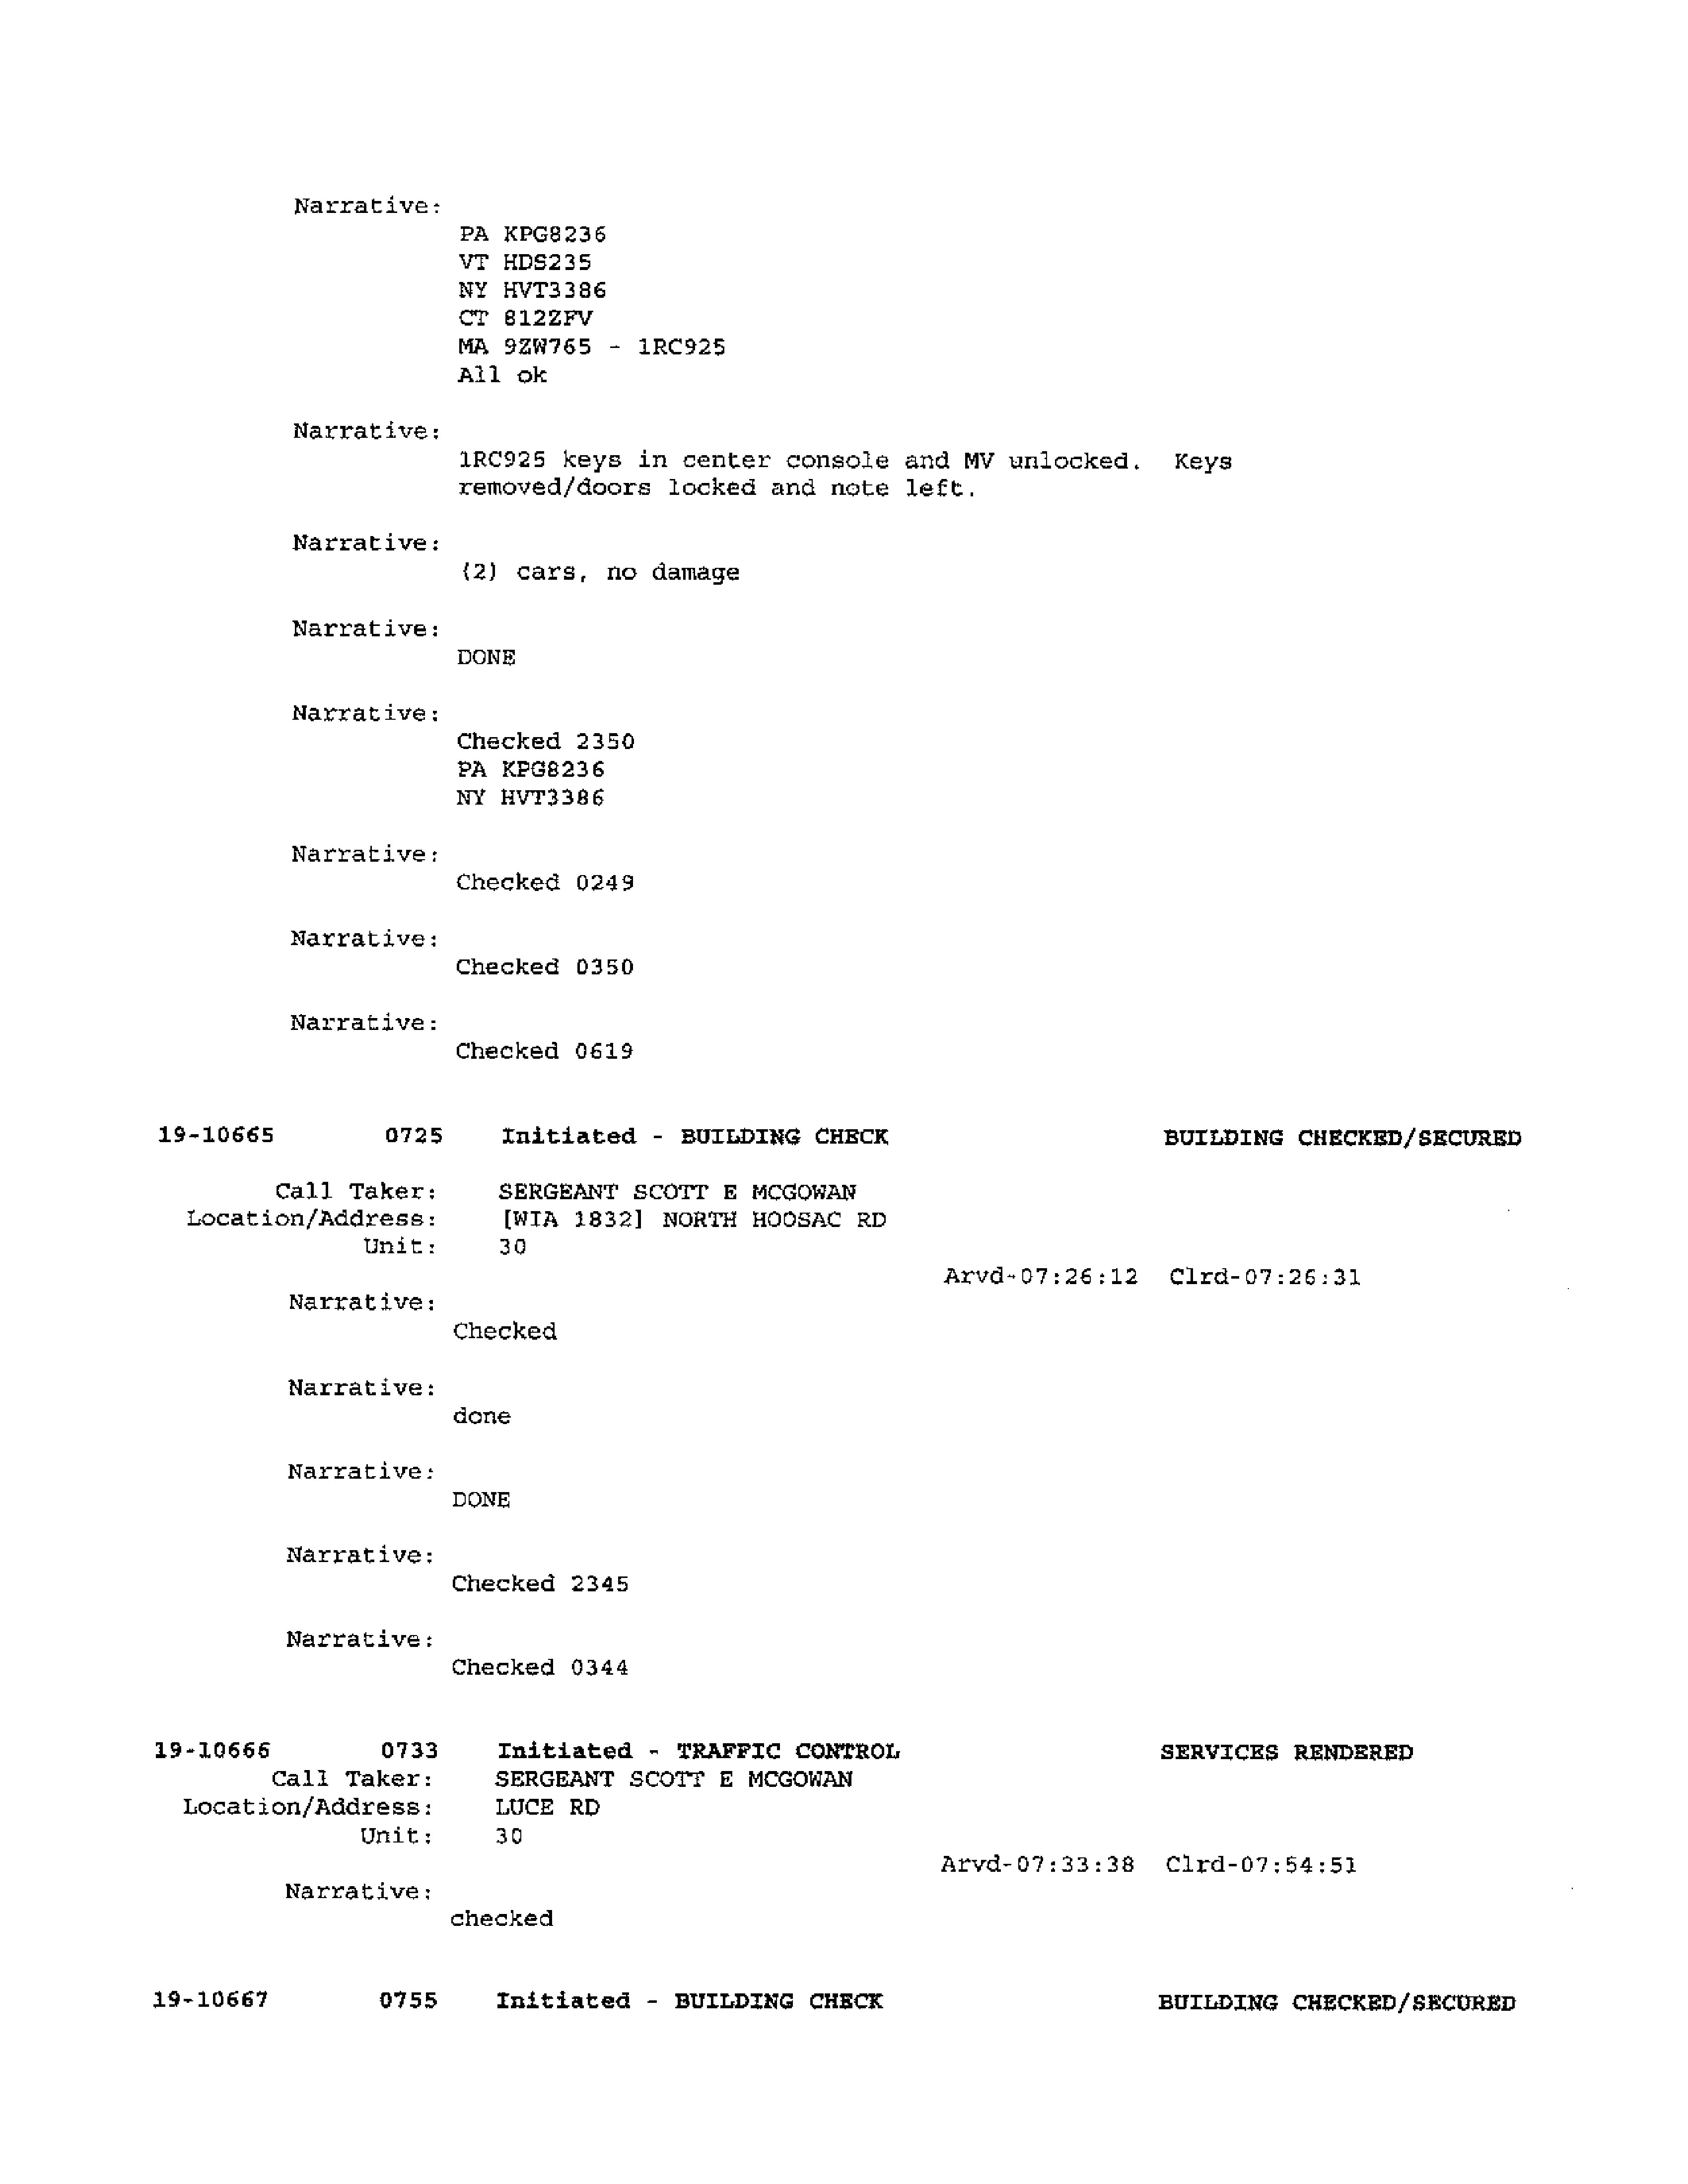 Narrative:
PA KPG8236
VT HDS235
NY HVT3386
CT 812ZFV
MA 9ZW765 - 1RC925
All ok
Narrative:
1RC925 keys in center console and MV unlocked. Keys
removed/doors locked and note left.
Narrative:
(2) cars, no damage
Narrative:
DONE
Narrative:
Checked 2350
PA KPG8236
NY HVT3386
Narrative:
Checked 0249
Narrative:
Checked 0350
Narrative:
Checked 0619
19-10665 0725 Initiated - BUILDING CHECK BUILDING CHECKED/SECURED
Call Taker: SERGEANT SCOTT E MCGOWAN
Location/Address: [WIA 1832] NORTH HOOSAC RD
Unit: 30
Arvd-07:26:12 Clrd-07:26:31
Narrative:
Checked
Narrative:
done
Narrative:
DONE
Narrative:
Checked 2345
Narrative:
Checked 0344
19-10666 0733 Initiated - TRAFFIC CONTROL SERVICES RENDERED
Call Taker: SERGEANT SCOTT E MCGOWAN
Location/Address: LUCE RD
Unit: 30
Arvd-07:33:38 Clrd-07:54:51
Narrative:
checked
19-10667 0755 Initiated - BUILDING CHECK BUILDING CHECKED/SECURED